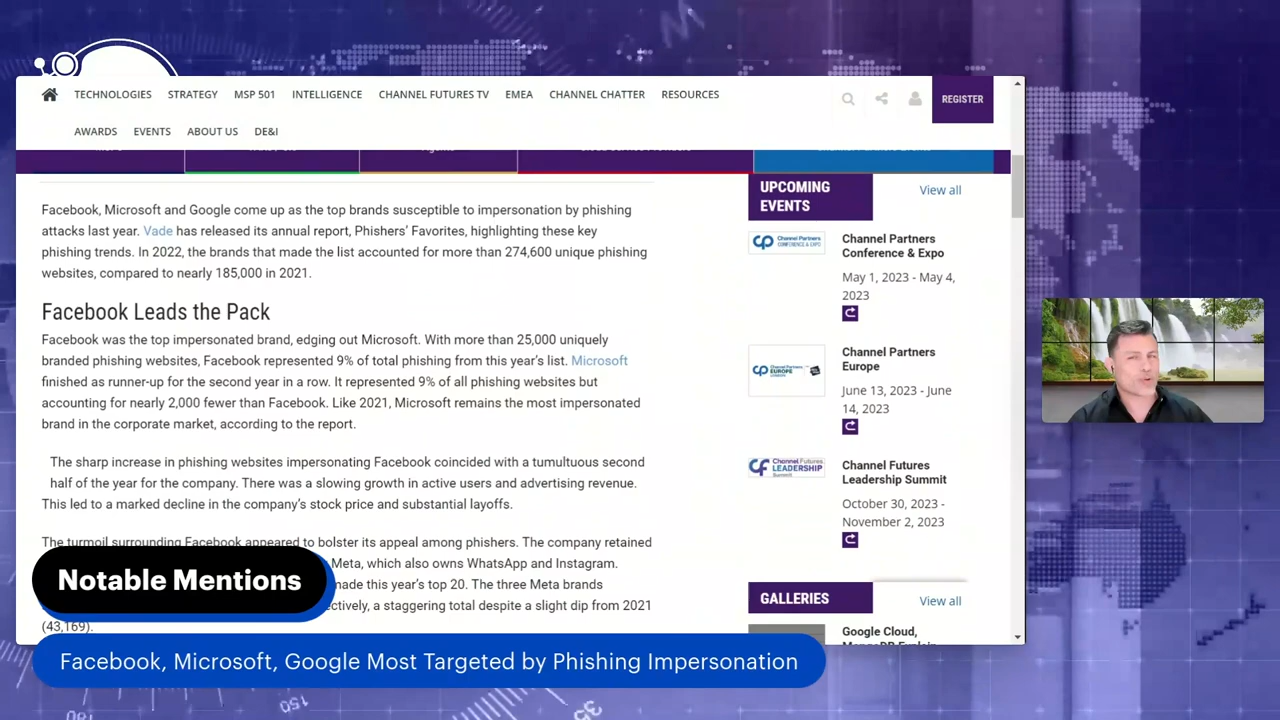 TECHNOLOGIES STRATEGY MSP 501 INTELLIGENCE CHANNEL FUTURES TV EMEA CHANNEL CHATTER RESOURCES
REGISTER
AWARDS EVENTS ABOUT US DE&I
Facebook, Microsoft and Google come up as the top brands susceptible to impersonation by phishing
attacks last year. Vade has released its annual report, Phishers’ Favorites, highlighting these key
phishing trends. In 2022, the brands that made the list accounted for more than 274,600 unique phishing
websites, compared to nearly 185,000 in 2021.
Facebook Leads the Pack
Facebook was the top impersonated brand, edging out Microsoft. With more than 25,000 uniquely
branded phishing websites, Facebook represented 9% of total phishing from this year’s list. Microsoft
finished as runner-up for the second year in a row. It represented 9% of all phishing websites but
accounting for nearly 2,000 fewer than Facebook. Like 2021, Microsoft remains the most impersonated
brand in the corporate market, according to the report.
The sharp increase in phishing websites impersonating Facebook coincided with a tumultuous second
half of the year for the company. There was a slowing growth in active users and advertising revenue.
This led to a marked decline in the company’s stock price and substantial layoffs.
The turmoil surrounding Facebook appeared to bolster its appeal among phishers. The company retained
Meta, which also owns WhatsApp and Instagram.
made this year’s top 20. The three Meta brands
a staggering total despite a slight dip from 2021
(43,169).
UPCOMING
EVENTS
View all
Channel Partners
CONFERENCE & EXPO
Channel Partners
Conference & Expo
May 1, 2023 - May 4,
2023
Channel Partners
EUROPE
Channel Partners
Europe
June 13, 2023 - June
14, 2023
Channel Futures
LEADERSHIP
Summit
Channel Futures
Leadership Summit
October 30, 2023 -
November 2, 2023
GALLERIES
View all
Google Cloud,
Notable Mentions
Facebook, Microsoft, Google Most Targeted by Phishing Impersonation